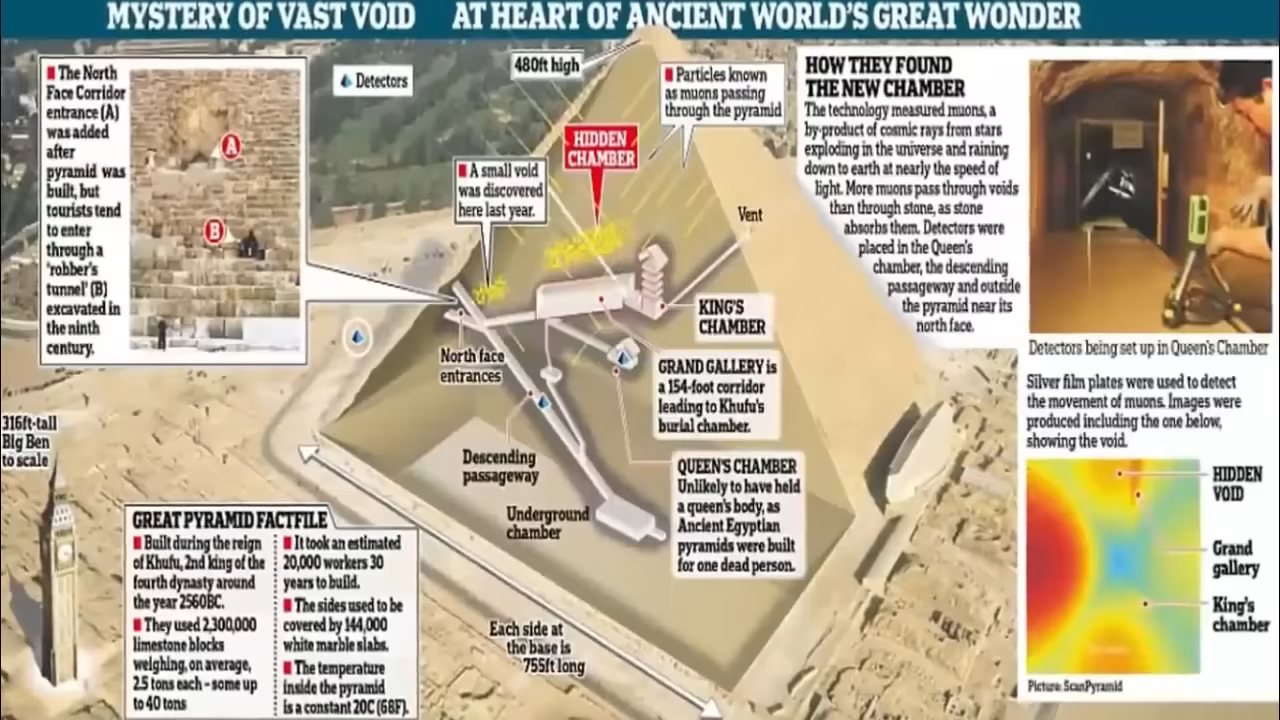 MYSTERY OF VAST VOID AT HEART OF ANCIENT WORLD'S GREAT WONDER
The North
Face Corridor
entrance (A)
was added
after
pyramid was
built, but
tourists tend
to enter
through a
'robber's
tunnel' (B)
excavated in
the ninth
century.
A
B
Detectors
480ft high
Particles known
as muons passing
through the pyramid
HIDDEN
CHAMBER
A small void
was discovered
here last year.
Vent
KING'S
CHAMBER
North face
entrances
GRAND GALLERY is
a 154-foot corridor
leading to Khufu's
burial chamber.
Descending
passageway
QUEEN'S CHAMBER
Unlikely to have held
a queen's body, as
Ancient Egyptian
pyramids were built
for one dead person.
Underground
chamber
Each side at
the base is
755ft long
316ft-tall
Big Ben
to scale
GREAT PYRAMID FACTFILE
Built during the reign
of Khufu, 2nd king of the
fourth dynasty around
the year 2560BC.
They used 2,300,000
limestone blocks
weighing, on average,
2.5 tons each – some up
to 40 tons
It took an estimated
20,000 workers 30
years to build.
The sides used to be
covered by 144,000
white marble slabs.
The temperature
inside the pyramid
is a constant 20C (68F).
HOW THEY FOUND
THE NEW CHAMBER
The technology measured muons, a
by-product of cosmic rays from stars
exploding in the universe and raining
down to earth at nearly the speed of
light. More muons pass through voids
than through stone, as stone
absorbs them. Detectors were
placed in the Queen's
chamber, the descending
passageway and outside
the pyramid near its
north face.
Detectors being set up in Queen's Chamber
Silver film plates were used to detect
the movement of muons. Images were
produced including the one below,
showing the void.
HIDDEN
VOID
Grand
gallery
King's
chamber
Picture: ScanPyramid